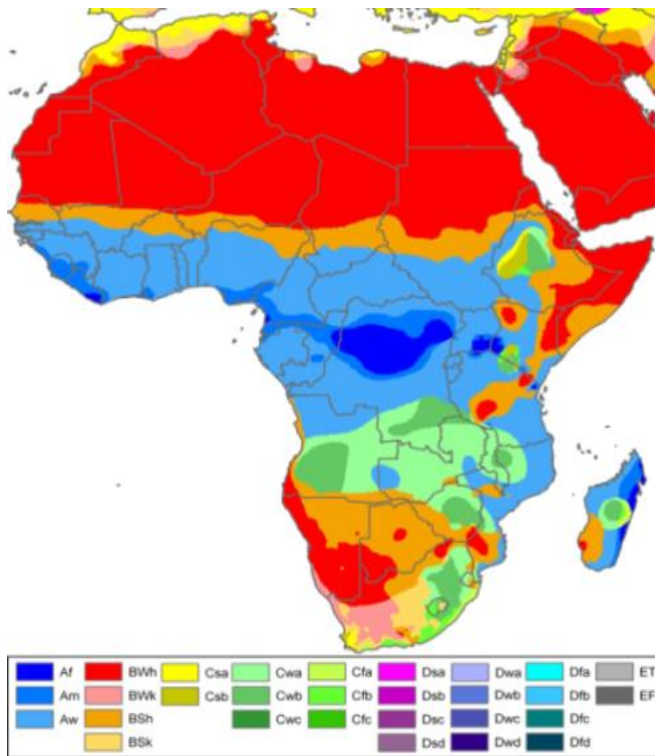 Af BWh Csa Cwa Cfa Dsa Dwa Dfa ET
Am BWk Csb Cwb Cfb Dsb Dwb Dfb EF
Aw BSh Cwc Cfc Dsc Dwc Dfc
BSk Dsd Dwd Dfd